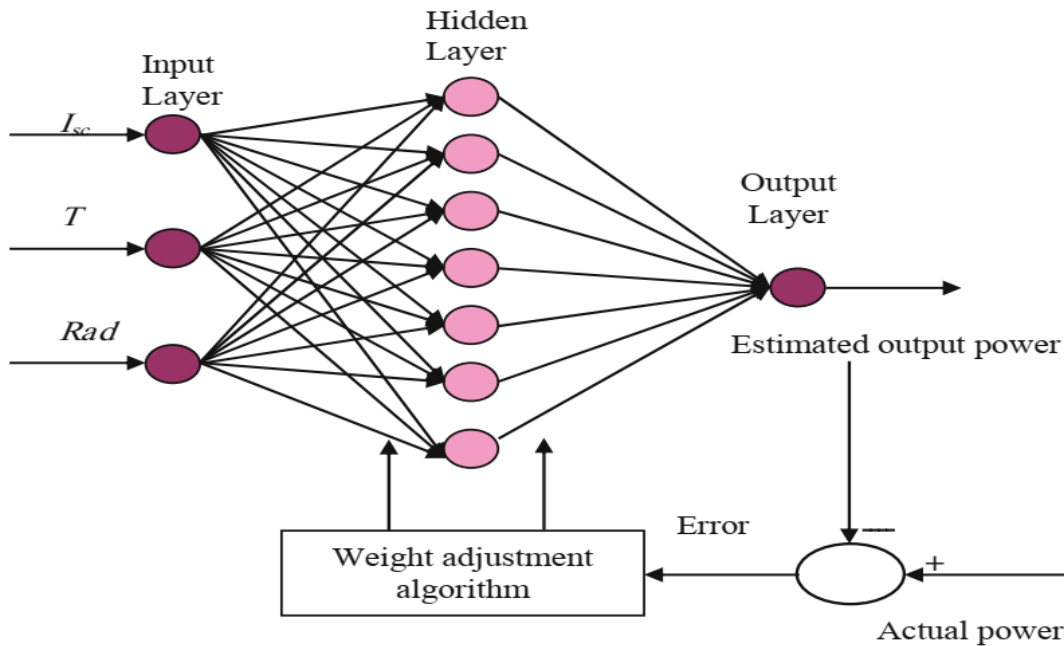 Hidden
Layer
Input
Layer
Isc
T
Rad
Output
Layer
Estimated output power
Error
+
Weight adjustment
algorithm
Actual power